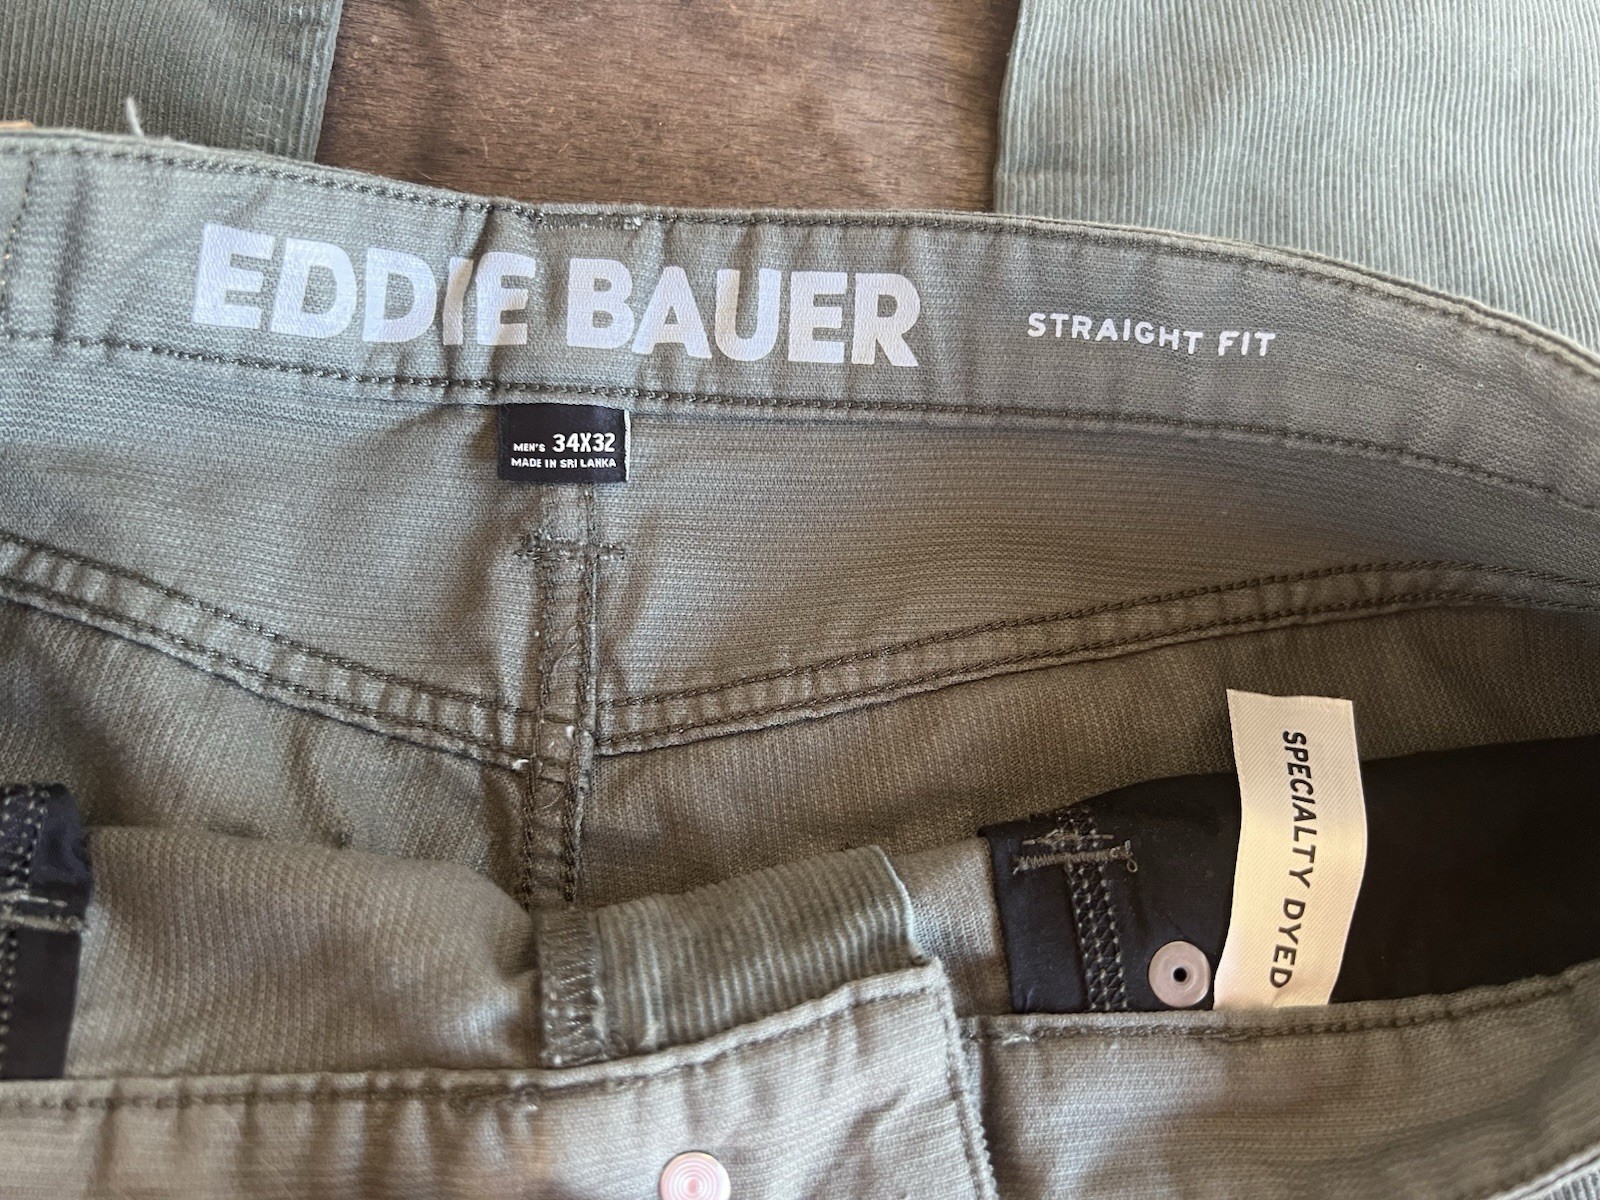 EDDIE BAUER
STRAIGHT FIT
MEN'S 34X32
MADE IN SRI LANKA
SPECIALTY DYED